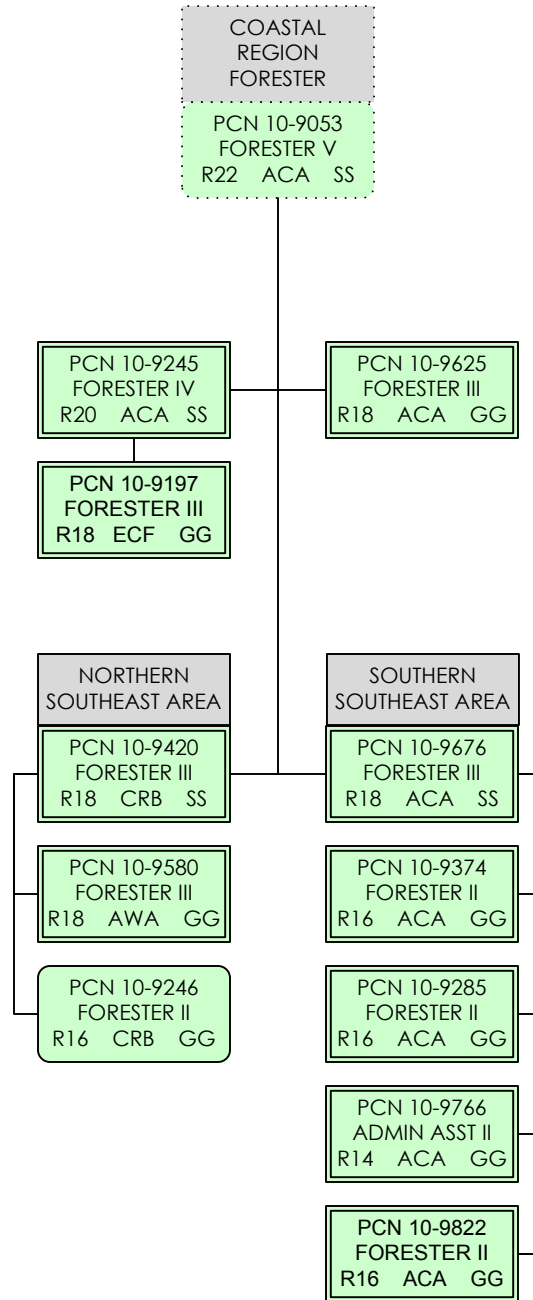 COASTAL
REGION
FORESTER
PCN 10-9053
FORESTER V
R22 ACA SS
PCN 10-9245
FORESTER IV
R20 ACA SS
PCN 10-9625
FORESTER III
R18 ACA GG
PCN 10-9197
FORESTER III
R18 ECF GG
NORTHERN
SOUTHEAST AREA
PCN 10-9420
FORESTER III
R18 CRB SS
PCN 10-9580
FORESTER III
R18 AWA GG
PCN 10-9246
FORESTER II
R16 CRB GG
SOUTHERN
SOUTHEAST AREA
PCN 10-9676
FORESTER III
R18 ACA SS
PCN 10-9374
FORESTER II
R16 ACA GG
PCN 10-9285
FORESTER II
R16 ACA GG
PCN 10-9766
ADMIN ASST II
R14 ACA GG
PCN 10-9822
FORESTER II
R16 ACA GG